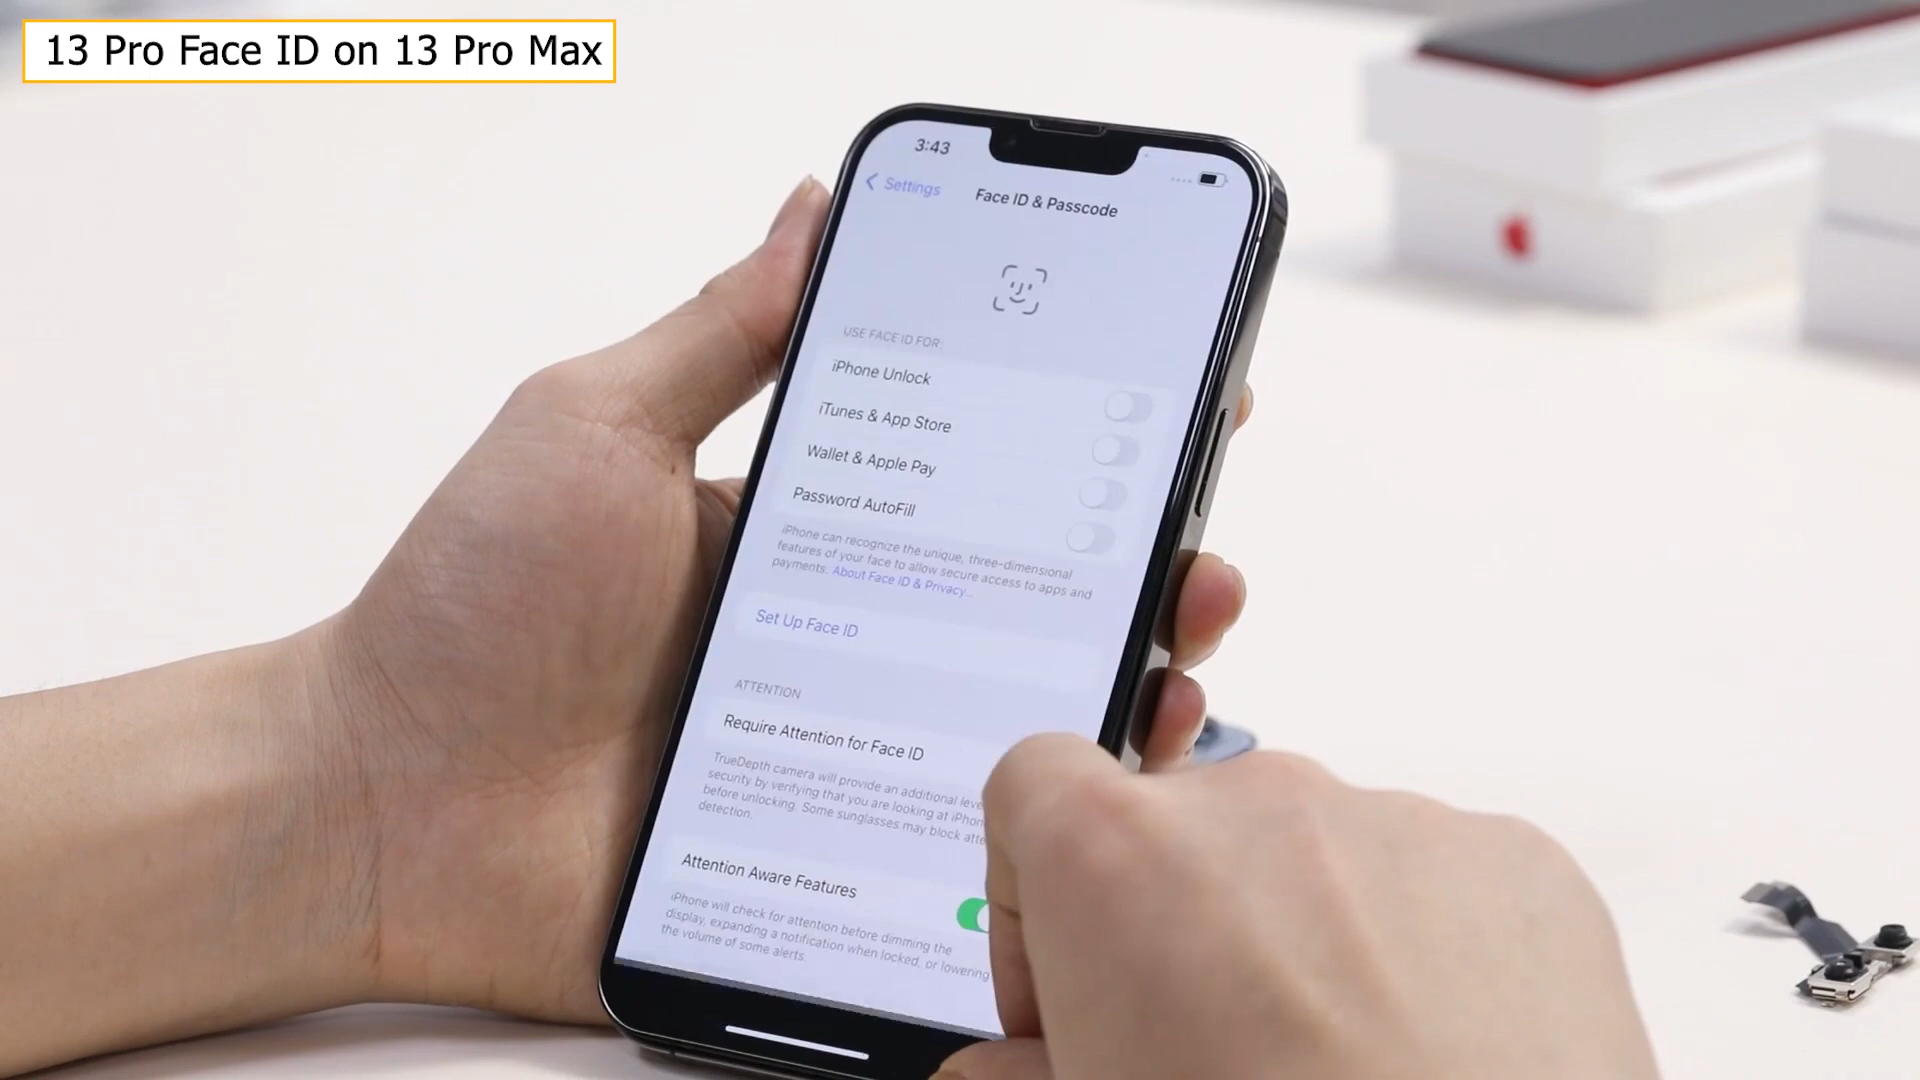 13 Pro Face ID on 13 Pro Max
3:43
Settings
Face ID & Passcode
USE FACE ID FOR:
iPhone Unlock
iTunes & App Store
Wallet & Apple Pay
Password AutoFill
iPhone can recognize the unique, three-dimensional
features of your face to allow secure access to apps and
payments. About Face ID & Privacy...
Set Up Face ID
ATTENTION
Require Attention for Face ID
TrueDepth camera will provide an additional leve
security by verifying that you are looking at iPhon
before unlocking. Some sunglasses may block atte
detection.
Attention Aware Features
iPhone will check for attention before dimming the
display, expanding a notification when locked, or lowering
the volume of some alerts.